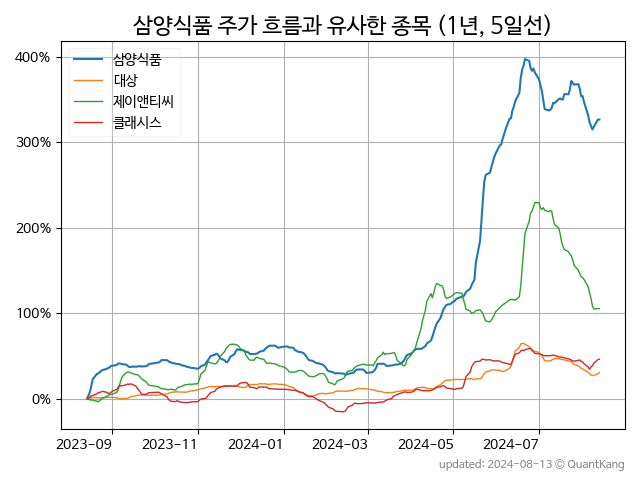 삼양식품 주가 흐름과 유사한 종목 (1년, 5일선)
삼양식품
대상
제이앤티씨
클래시스
400%
300%
200%
100%
0%
2023-09 2023-11 2024-01 2024-03 2024-05 2024-07
updated: 2024-08-13 © QuantKang